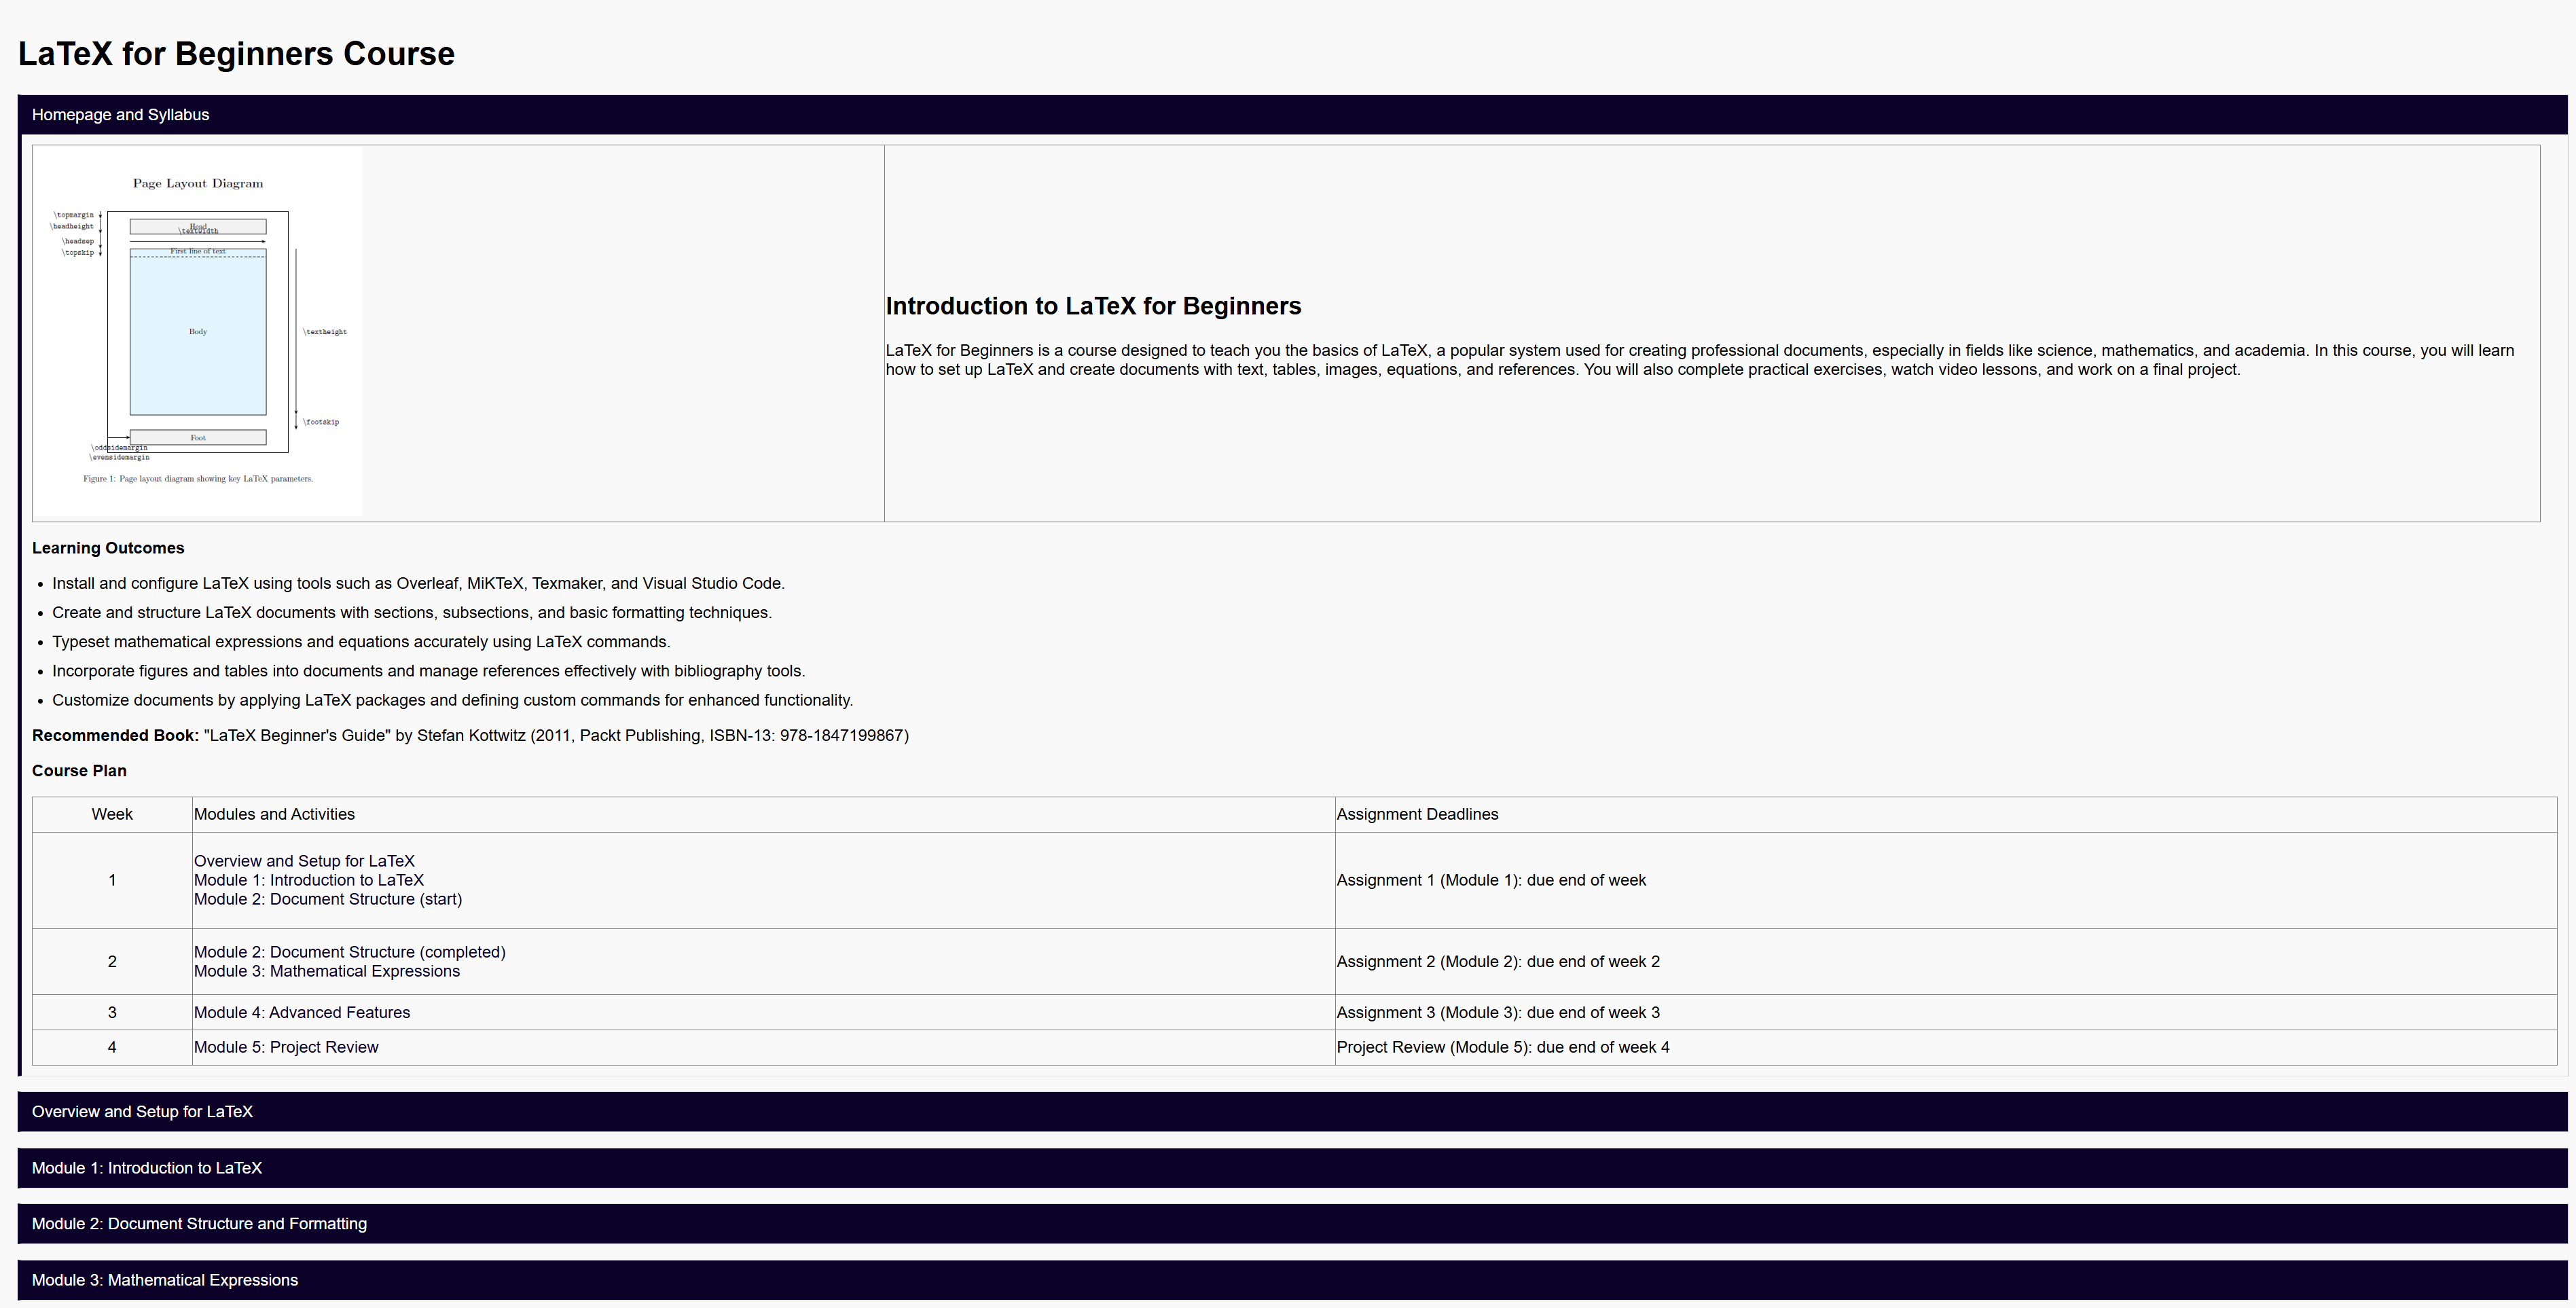 LaTeX for Beginners Course
Homepage and Syllabus
Page Layout Diagram
\topmargin
\headheight
\headsep
\topskip
Head
\textwidth
First line of text
Body
\textheight
\footskip
Foot
\oddsidemargin
\evensidemargin
Figure 1: Page layout diagram showing key LaTeX parameters.
Introduction to LaTeX for Beginners
LaTeX for Beginners is a course designed to teach you the basics of LaTeX, a popular system used for creating professional documents, especially in fields like science, mathematics, and academia. In this course, you will learn
how to set up LaTeX and create documents with text, tables, images, equations, and references. You will also complete practical exercises, watch video lessons, and work on a final project.
Learning Outcomes
• Install and configure LaTeX using tools such as Overleaf, MiKTeX, Texmaker, and Visual Studio Code.
• Create and structure LaTeX documents with sections, subsections, and basic formatting techniques.
• Typeset mathematical expressions and equations accurately using LaTeX commands.
• Incorporate figures and tables into documents and manage references effectively with bibliography tools.
• Customize documents by applying LaTeX packages and defining custom commands for enhanced functionality.
Recommended Book: "LaTeX Beginner's Guide" by Stefan Kottwitz (2011, Packt Publishing, ISBN-13: 978-1847199867)
Course Plan
Week Modules and Activities Assignment Deadlines
1
Overview and Setup for LaTeX
Module 1: Introduction to LaTeX
Module 2: Document Structure (start)
Assignment 1 (Module 1): due end of week
2
Module 2: Document Structure (completed)
Module 3: Mathematical Expressions
Assignment 2 (Module 2): due end of week 2
3 Module 4: Advanced Features Assignment 3 (Module 3): due end of week 3
4 Module 5: Project Review Project Review (Module 5): due end of week 4
Overview and Setup for LaTeX
Module 1: Introduction to LaTeX
Module 2: Document Structure and Formatting
Module 3: Mathematical Expressions